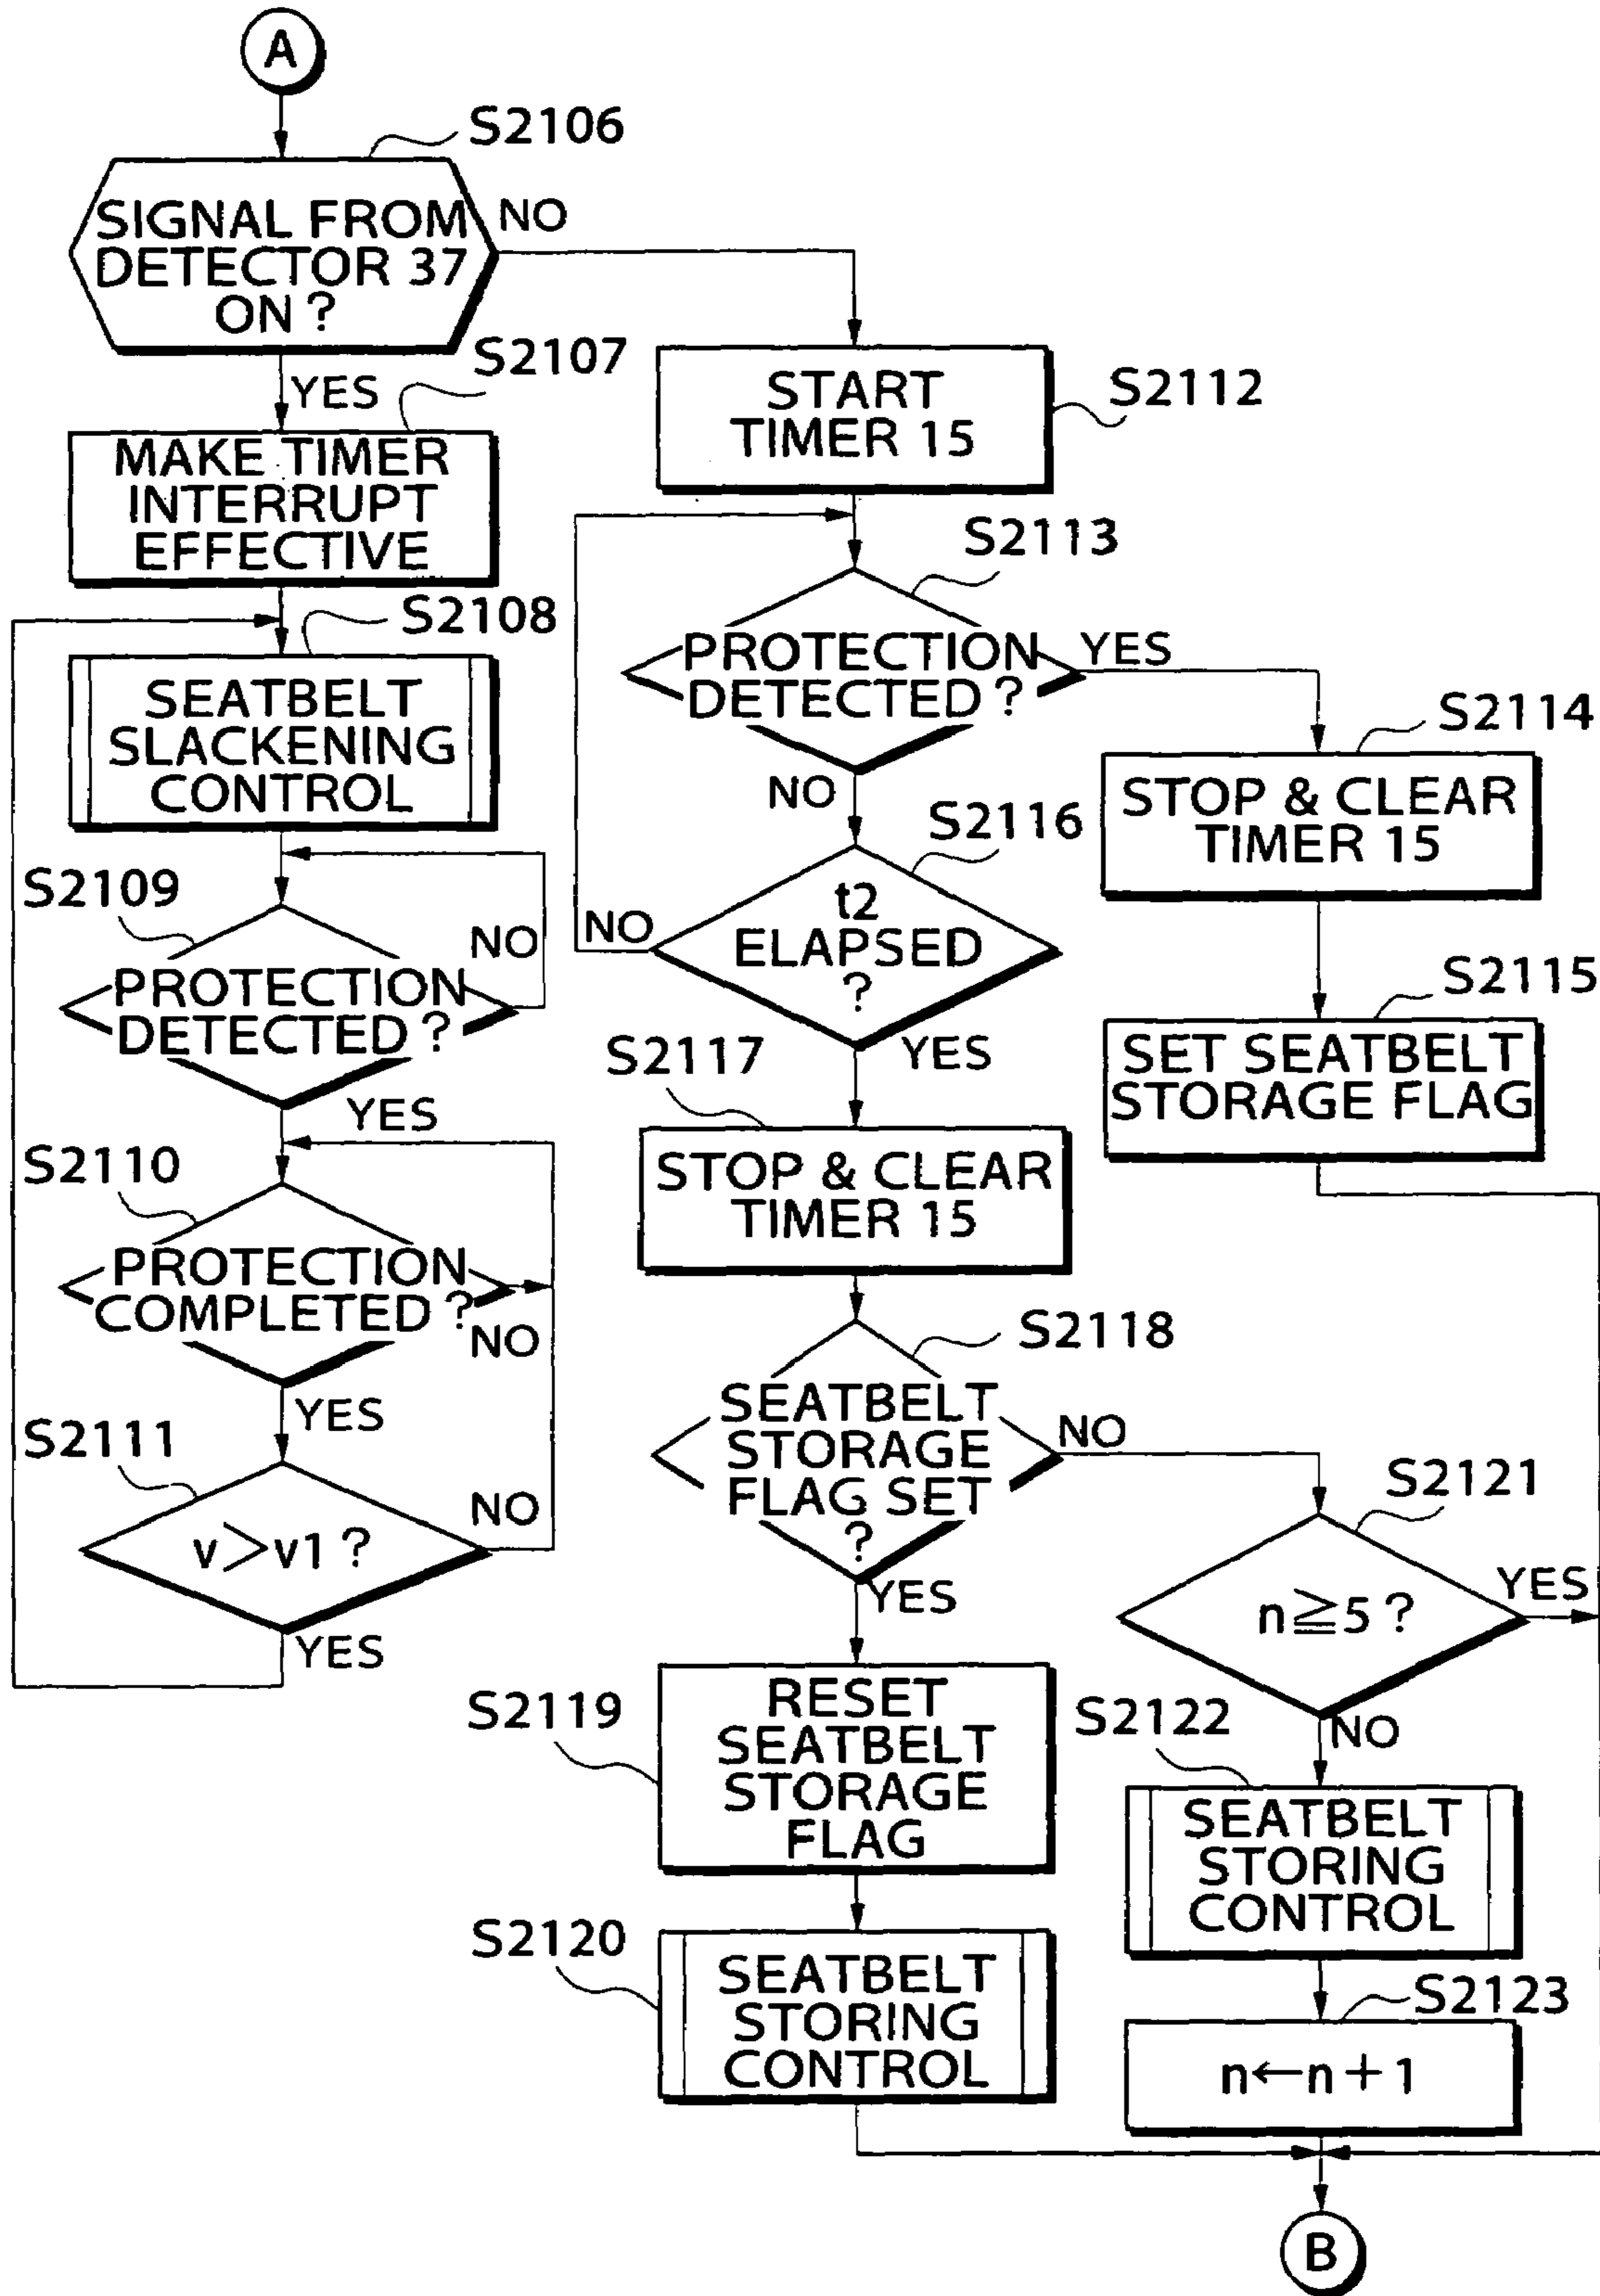 A
S2106
SIGNAL FROM
DETECTOR 37
ON ?
NO
YES
S2107
MAKE TIMER
INTERRUPT
EFFECTIVE
S2108
SEATBELT
SLACKENING
CONTROL
S2109
PROTECTION
DETECTED ?
NO
YES
S2110
PROTECTION
COMPLETED ?
NO
YES
S2111
v>v1 ?
NO
YES
START
TIMER 15
S2112
S2113
PROTECTION
DETECTED ?
YES
NO
S2114
STOP & CLEAR
TIMER 15
S2115
SET SEATBELT
STORAGE FLAG
S2116
t2
ELAPSED
?
NO
YES
S2117
STOP & CLEAR
TIMER 15
S2118
SEATBELT
STORAGE
FLAG SET
?
NO
YES
S2119
RESET
SEATBELT
STORAGE
FLAG
S2120
SEATBELT
STORING
CONTROL
S2121
n≧5 ?
YES
NO
S2122
SEATBELT
STORING
CONTROL
S2123
n←n+1
B